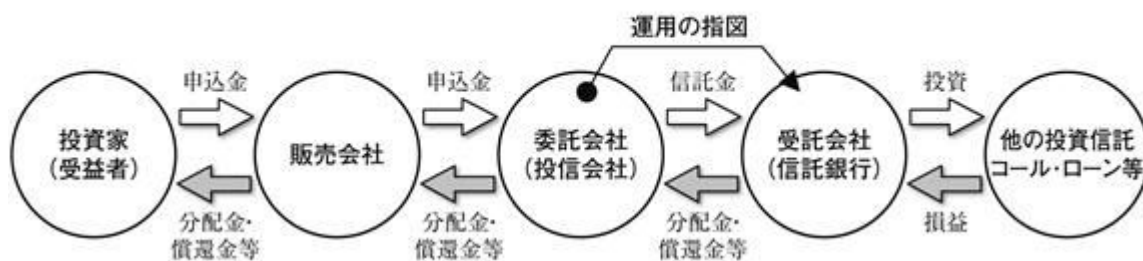 運用の指図
申込金
申込金
信託金
投資
投資家
(受益者)
販売会社
委託会社
(投信会社)
受託会社
(信託銀行)
他の投資信託
コール・ローン等
分配金・
償還金等
分配金・
償還金等
分配金・
償還金等
損益